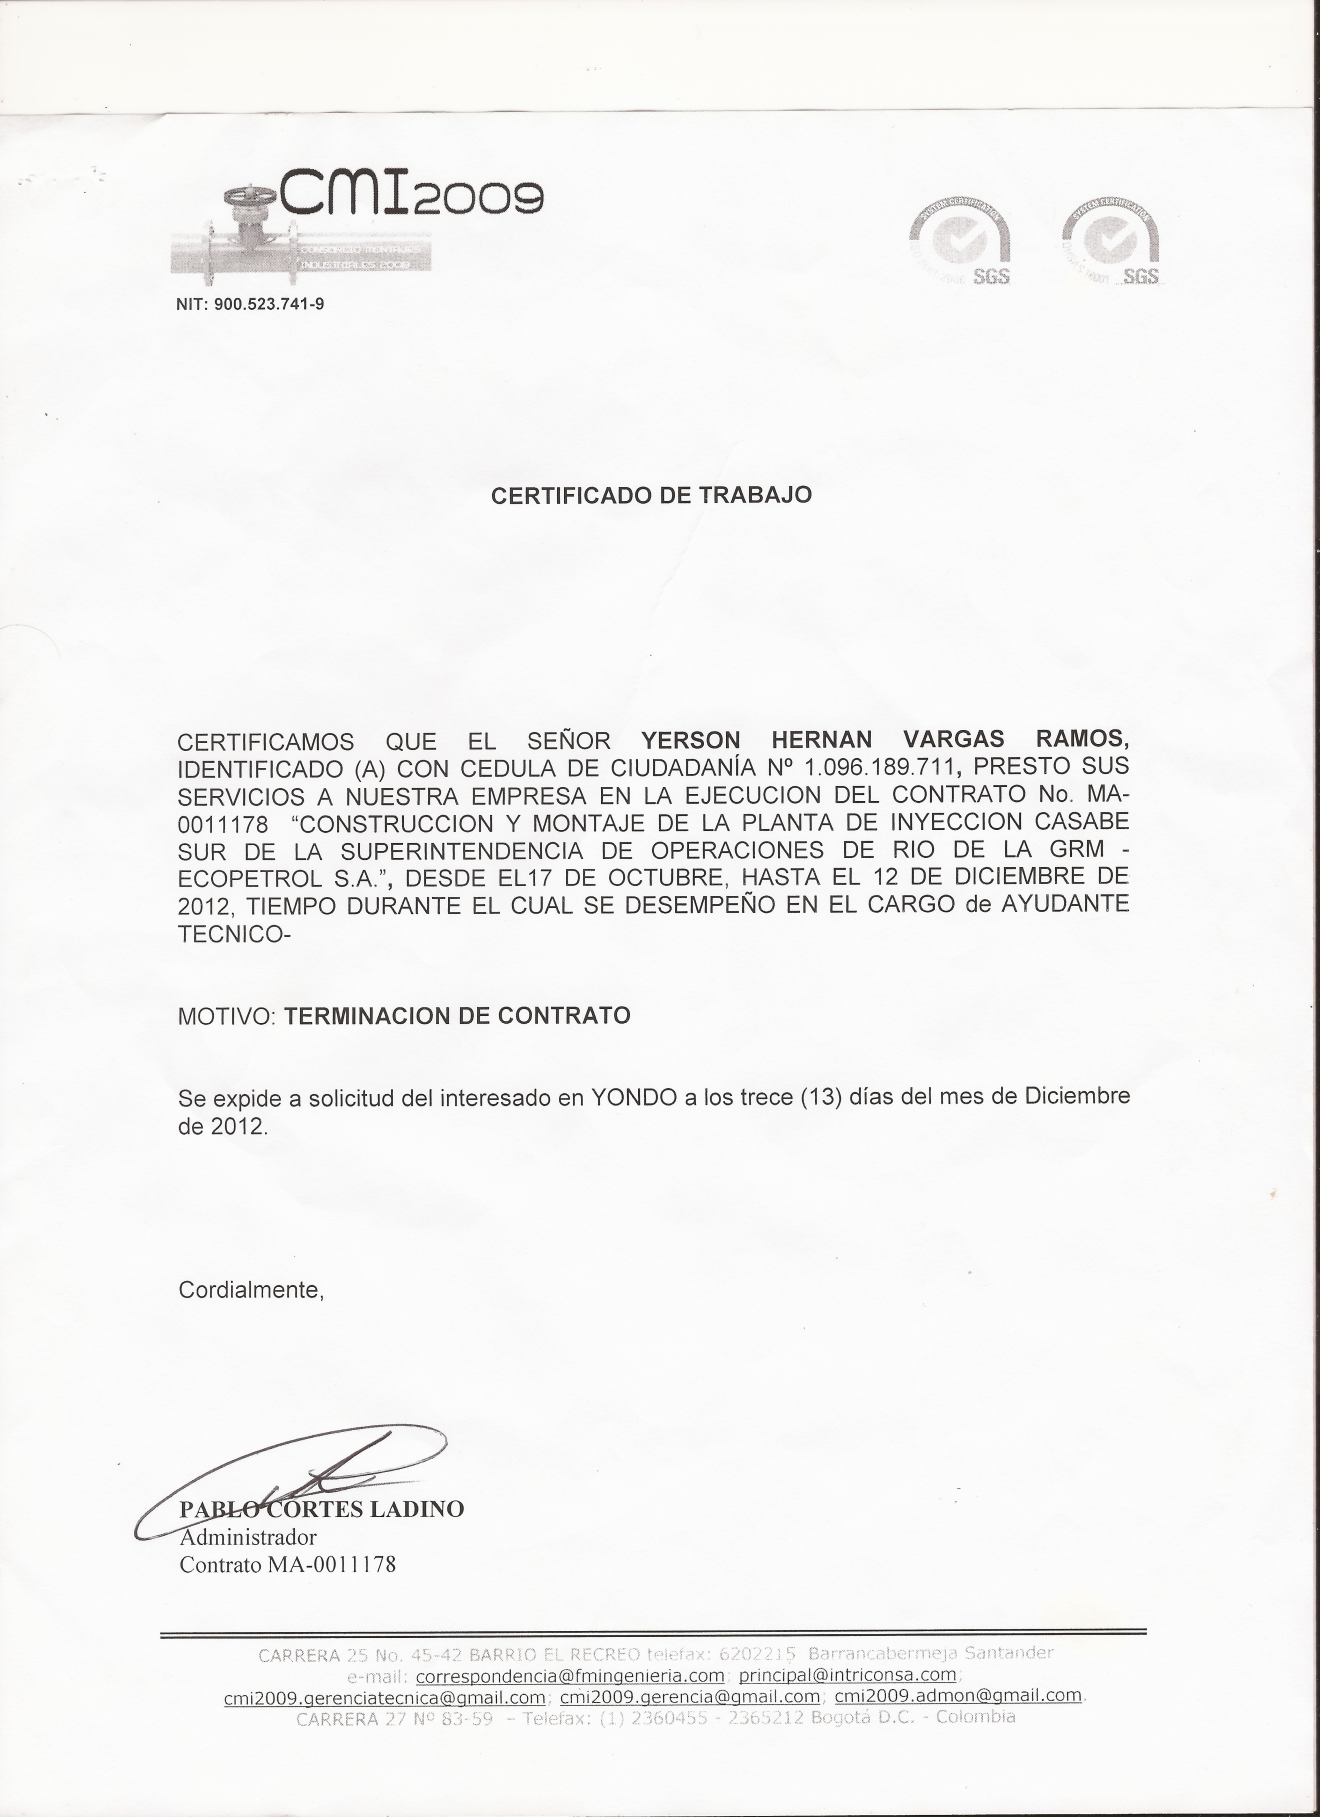 CMI2009
CONSORCIO MONTAJES
INDUSTRIALES 2009
NIT: 900.523.741-9
SYSTEM CERTIFICATION
SGS
SYSTEM CERTIFICATION
SGS
CERTIFICADO DE TRABAJO
CERTIFICAMOS QUE EL SEÑOR YERSON HERNAN VARGAS RAMOS,
IDENTIFICADO (A) CON CEDULA DE CIUDADANÍA Nº 1.096.189.711, PRESTO SUS
SERVICIOS A NUESTRA EMPRESA EN LA EJECUCION DEL CONTRATO No. MA-
0011178 “CONSTRUCCION Y MONTAJE DE LA PLANTA DE INYECCION CASABE
SUR DE LA SUPERINTENDENCIA DE OPERACIONES DE RIO DE LA GRM -
ECOPETROL S.A.”, DESDE EL17 DE OCTUBRE, HASTA EL 12 DE DICIEMBRE DE
2012, TIEMPO DURANTE EL CUAL SE DESEMPEÑO EN EL CARGO de AYUDANTE
TECNICO-
MOTIVO: TERMINACION DE CONTRATO
Se expide a solicitud del interesado en YONDO a los trece (13) días del mes de Diciembre
de 2012.
Cordialmente,
PABLO CORTES LADINO
Administrador
Contrato MA-0011178
CARRERA 25 No. 45-42 BARRIO EL RECREO telefax: 6202215 Barrancabermeja Santander
e-mail: correspondencia@fmingenieria.com; principal@intriconsa.com;
cmi2009.gerenciatecnica@gmail.com; cmi2009.gerencia@gmail.com; cmi2009.admon@gmail.com.
CARRERA 27 Nº 83-59 – Telefax: (1) 2360455 - 2365212 Bogotá D.C. - Colombia